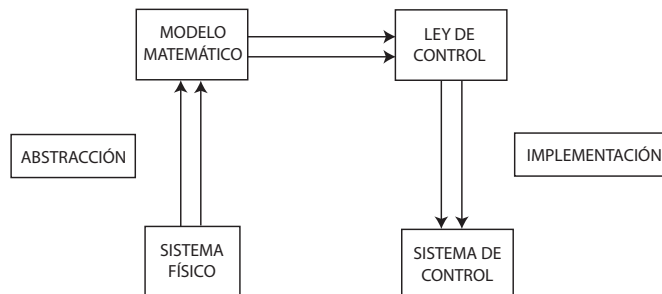 MODELO
MATEMÁTICO
LEY DE
CONTROL
ABSTRACCIÓN
IMPLEMENTACIÓN
SISTEMA
FÍSICO
SISTEMA DE
CONTROL